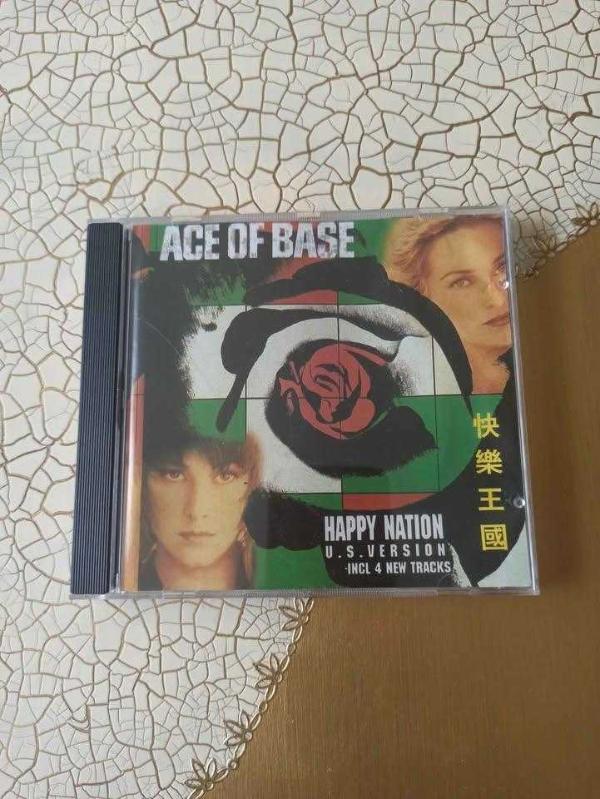 ACE OF BASE
快樂王國
HAPPY NATION
U.S.VERSION
·INCL 4 NEW TRACKS